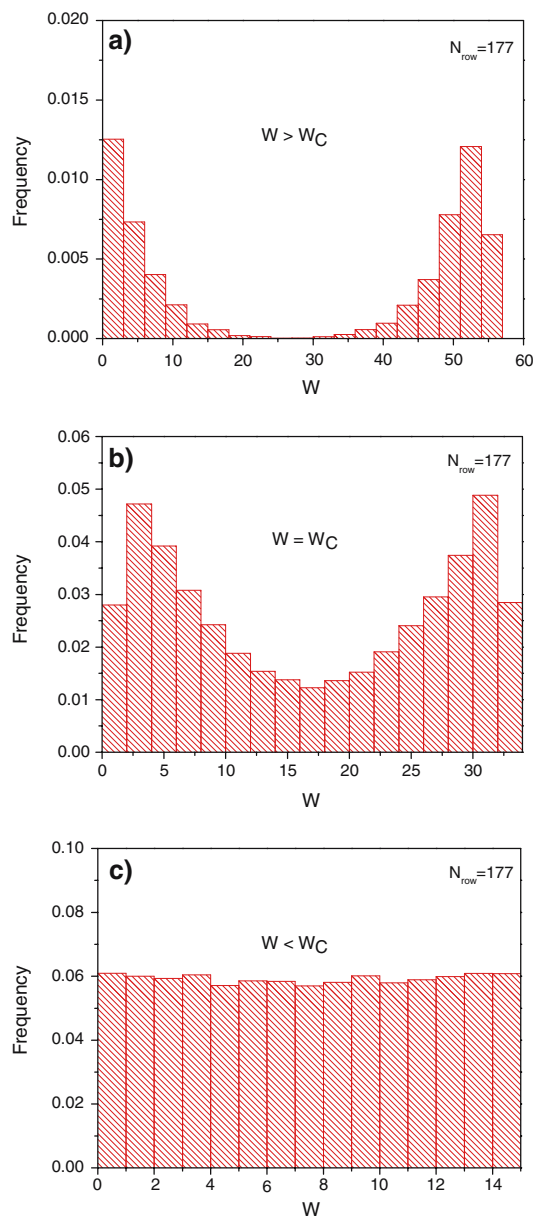 a)
N_row=177
W > W_C
Frequency
0.020
0.015
0.010
0.005
0.000
0 10 20 30 40 50 60
W
b)
N_row=177
W = W_C
Frequency
0.06
0.05
0.04
0.03
0.02
0.01
0.00
0 5 10 15 20 25 30
W
c)
N_row=177
W < W_C
Frequency
0.10
0.08
0.06
0.04
0.02
0.00
0 2 4 6 8 10 12 14
W